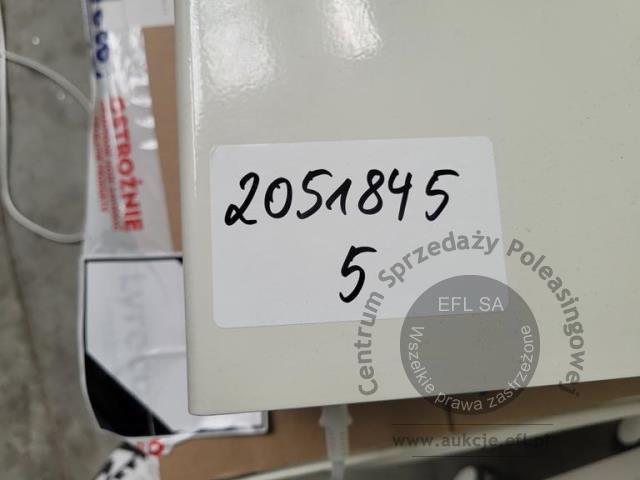 2051845
5
OSTROŻNIE
Centrum Sprzedaży Poleasingowej
EFL SA
Wszelkie prawa zastrzeżone
www.aukcje.efl.pl